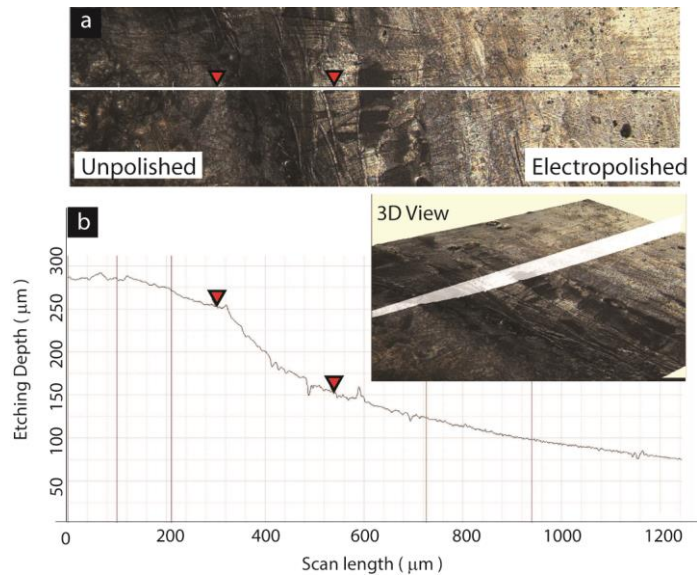 a
Unpolished
Electropolished
b
3D View
300
250
200
150
100
50
Etching Depth ( μm )
0
200
400
600
800
1000
1200
Scan length ( μm )